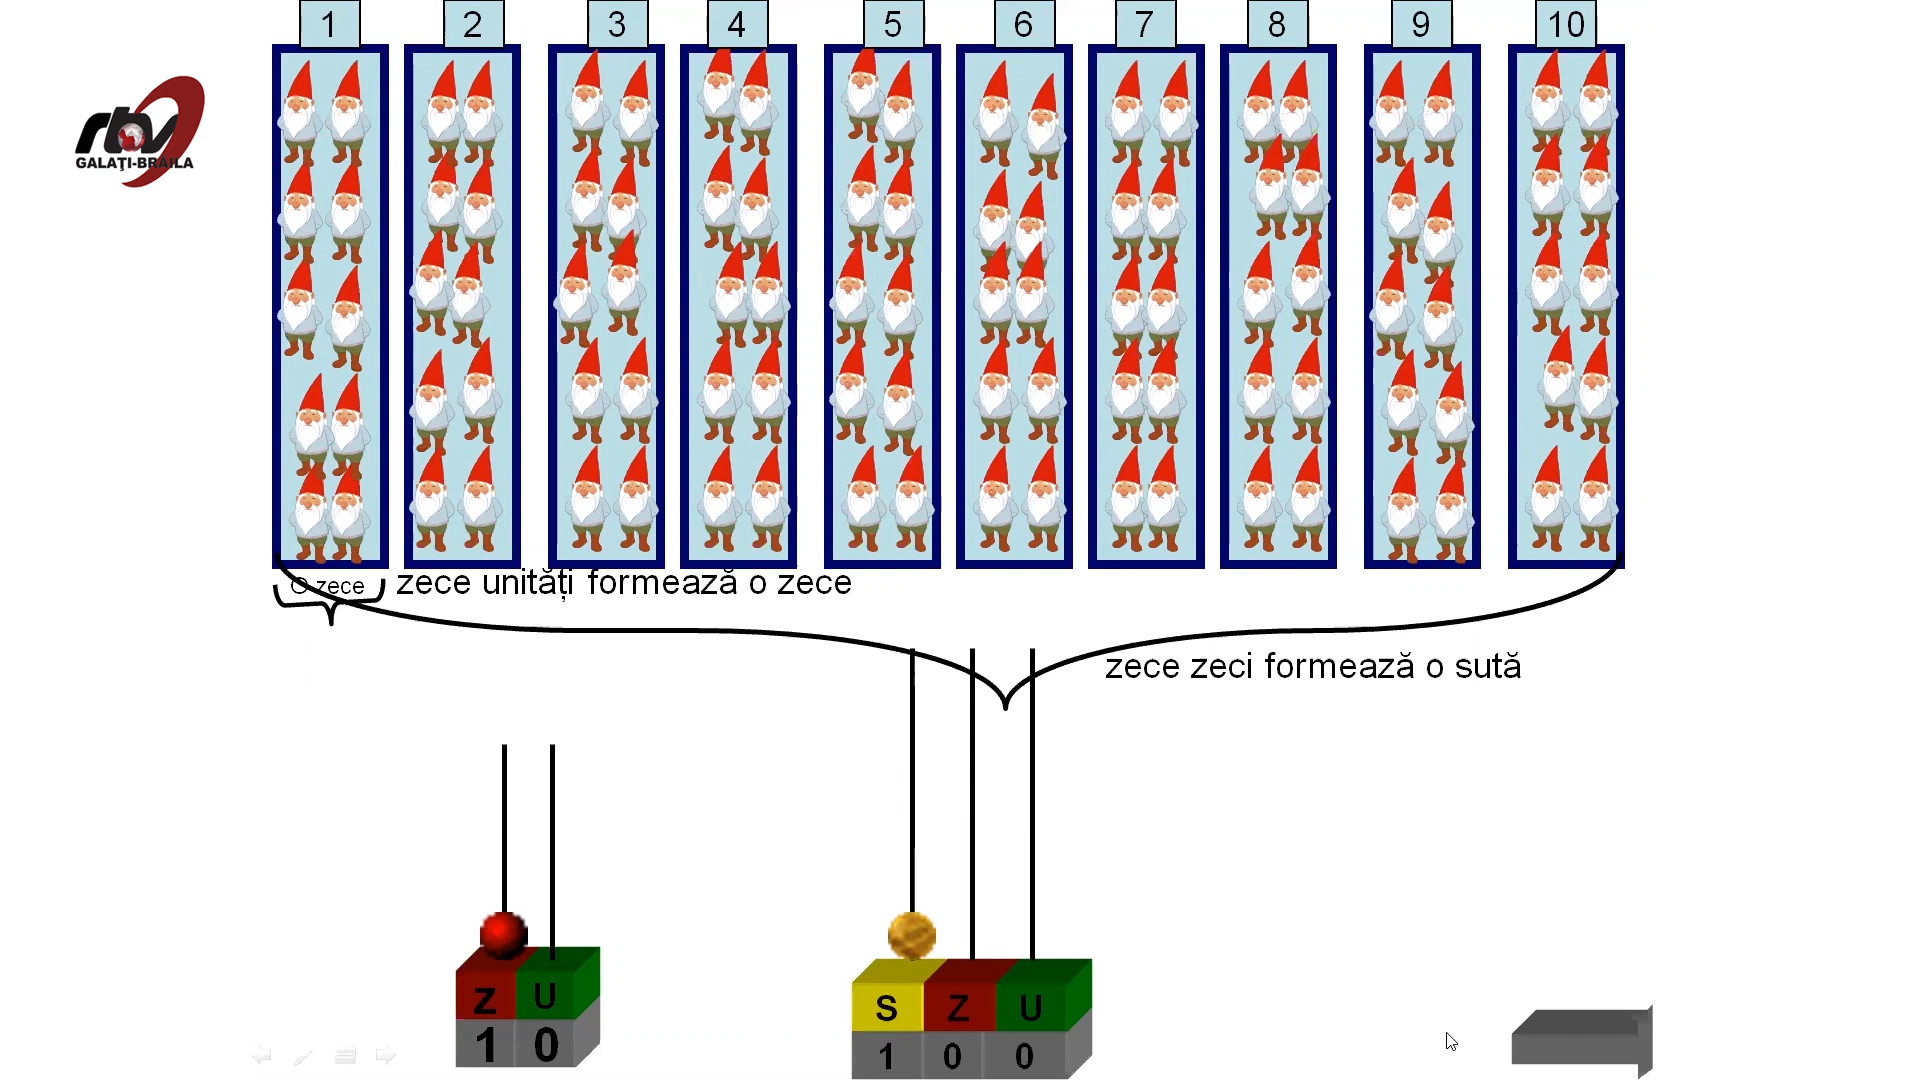 1 2 3 4 5 6 7 8 9 10
rtv
GALAȚI-BRAILA
O zece
zece unități formează o zece
zece zeci formează o sută
Z U
1 0
S Z U
1 0 0